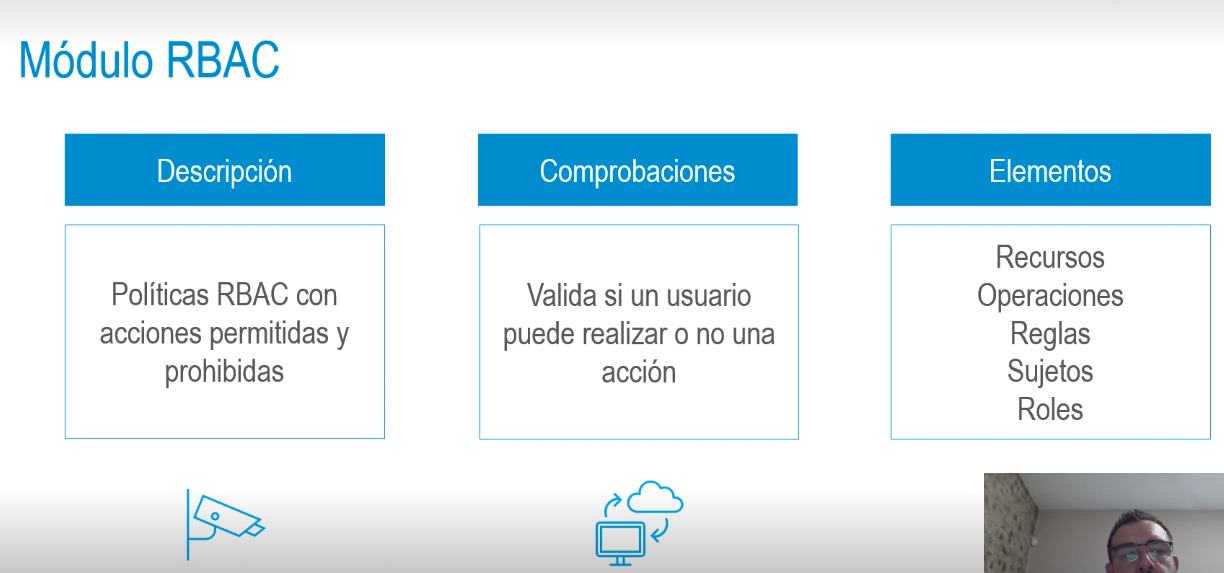 Módulo RBAC
Descripción
Políticas RBAC con
acciones permitidas y
prohibidas
Comprobaciones
Valida si un usuario
puede realizar o no una
acción
Elementos
Recursos
Operaciones
Reglas
Sujetos
Roles